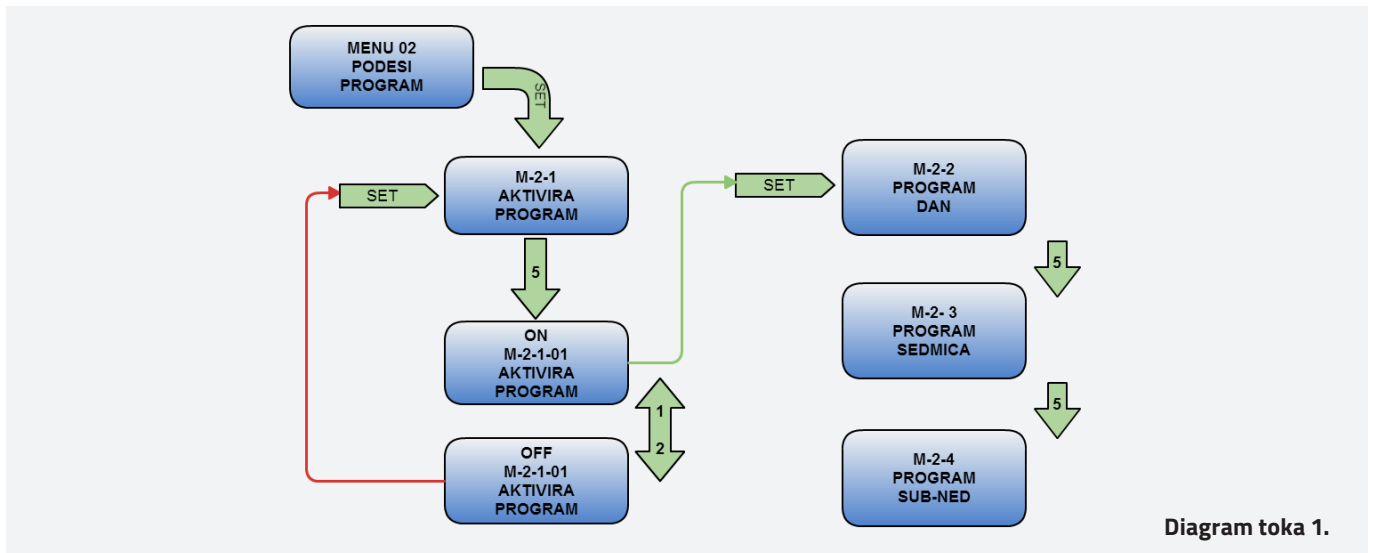 MENU 02
PODESI
PROGRAM
SET
SET
M-2-1
AKTIVIRA
PROGRAM
5
ON
M-2-1-01
AKTIVIRA
PROGRAM
1
2
OFF
M-2-1-01
AKTIVIRA
PROGRAM
SET
M-2-2
PROGRAM
DAN
5
M-2- 3
PROGRAM
SEDMICA
5
M-2-4
PROGRAM
SUB-NED
Diagram toka 1.